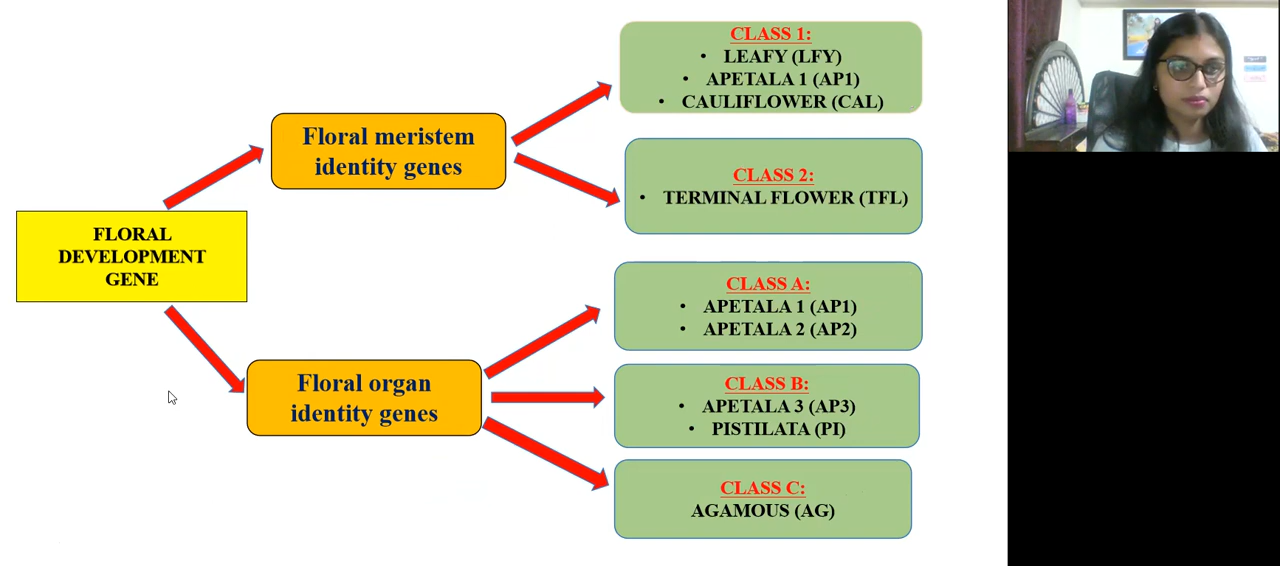 CLASS 1:
• LEAFY (LFY)
• APETALA 1 (AP1)
• CAULIFLOWER (CAL)
Floral meristem
identity genes
CLASS 2:
• TERMINAL FLOWER (TFL)
FLORAL
DEVELOPMENT
GENE
CLASS A:
• APETALA 1 (AP1)
• APETALA 2 (AP2)
Floral organ
identity genes
CLASS B:
• APETALA 3 (AP3)
• PISTILATA (PI)
CLASS C:
AGAMOUS (AG)